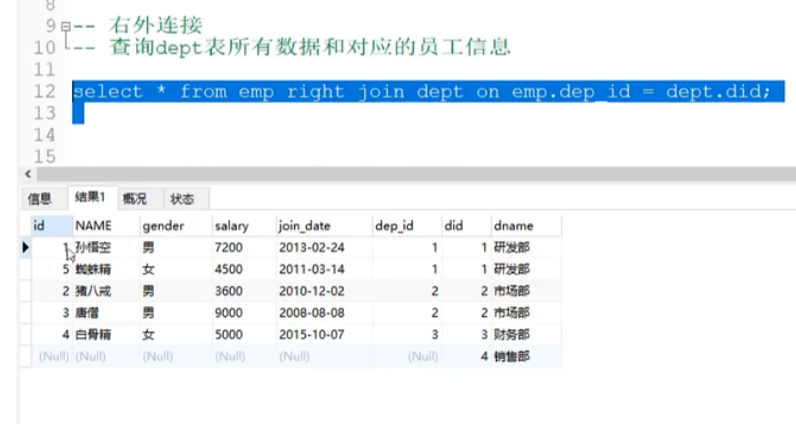 8
9 -- 右外连接
10 -- 查询dept表所有数据和对应的员工信息
11
12 select * from emp right join dept on emp.dep_id = dept.did;
13
14
15
信息 结果1 概况 状态
id NAME gender salary join_date dep_id did dname
1 孙悟空 男 7200 2013-02-24 1 1 研发部
5 蜘蛛精 女 4500 2011-03-14 1 1 研发部
2 猪八戒 男 3600 2010-12-02 2 2 市场部
3 唐僧 男 9000 2008-08-08 2 2 市场部
4 白骨精 女 5000 2015-10-07 3 3 财务部
(Null) (Null) (Null) (Null) (Null) (Null) 4 销售部